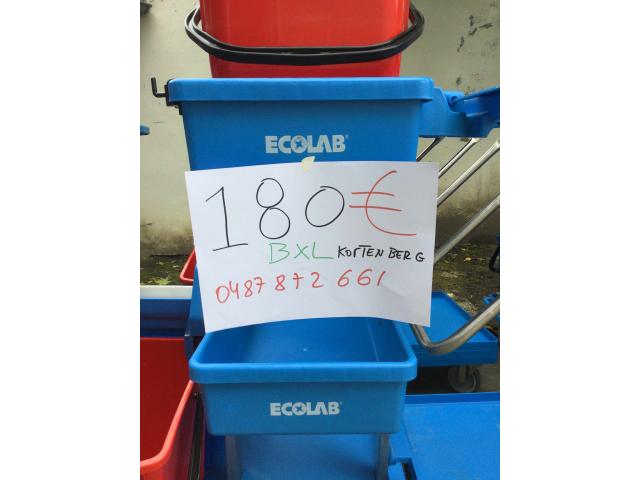 ECOLAB
180€
BXL KORTENBERG
0487 872 661
ECOLAB